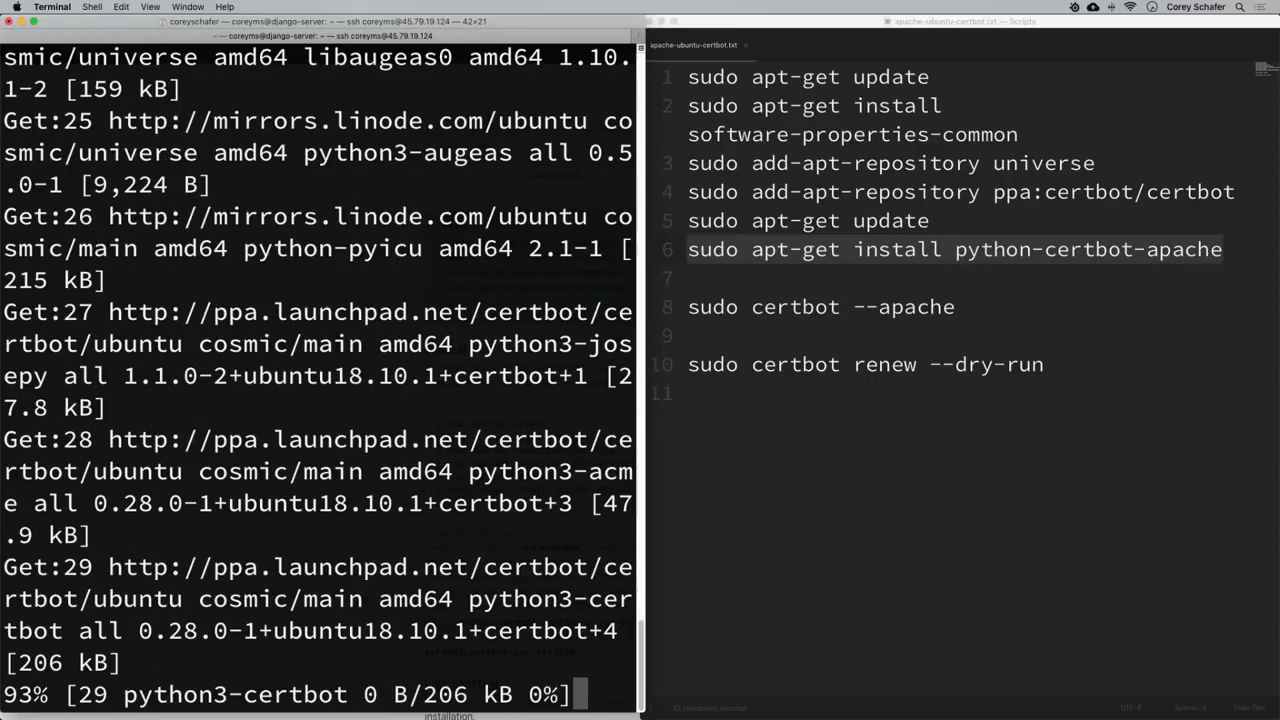 Terminal Shell Edit View Window Help
Corey Schafer
coreyschafer — coreyms@django-server: ~ — ssh coreyms@45.79.19.124 — 42×21
coreyms@django-server: ~ — ssh coreyms@45.79.19.124
smic/universe amd64 libaugeas0 amd64 1.10.
1-2 [159 kB]
Get:25 http://mirrors.linode.com/ubuntu co
smic/universe amd64 python3-augeas all 0.5
.0-1 [9,224 B]
Get:26 http://mirrors.linode.com/ubuntu co
smic/main amd64 python-pyicu amd64 2.1-1 [
215 kB]
Get:27 http://ppa.launchpad.net/certbot/ce
rtbot/ubuntu cosmic/main amd64 python3-jos
epy all 1.1.0-2+ubuntu18.10.1+certbot+1 [2
7.8 kB]
Get:28 http://ppa.launchpad.net/certbot/ce
rtbot/ubuntu cosmic/main amd64 python3-acm
e all 0.28.0-1+ubuntu18.10.1+certbot+3 [47
.9 kB]
Get:29 http://ppa.launchpad.net/certbot/ce
rtbot/ubuntu cosmic/main amd64 python3-cer
tbot all 0.28.0-1+ubuntu18.10.1+certbot+4
[206 kB]
93% [29 python3-certbot 0 B/206 kB 0%]
installation.
apache-ubuntu-certbot.txt — Scripts
apache-ubuntu-certbot.txt ×
1 sudo apt-get update
2 sudo apt-get install
software-properties-common
3 sudo add-apt-repository universe
4 sudo add-apt-repository ppa:certbot/certbot
5 sudo apt-get update
6 sudo apt-get install python-certbot-apache
7
8 sudo certbot --apache
9
10 sudo certbot renew --dry-run
11
42 characters selected
UTF-8
Plain Text